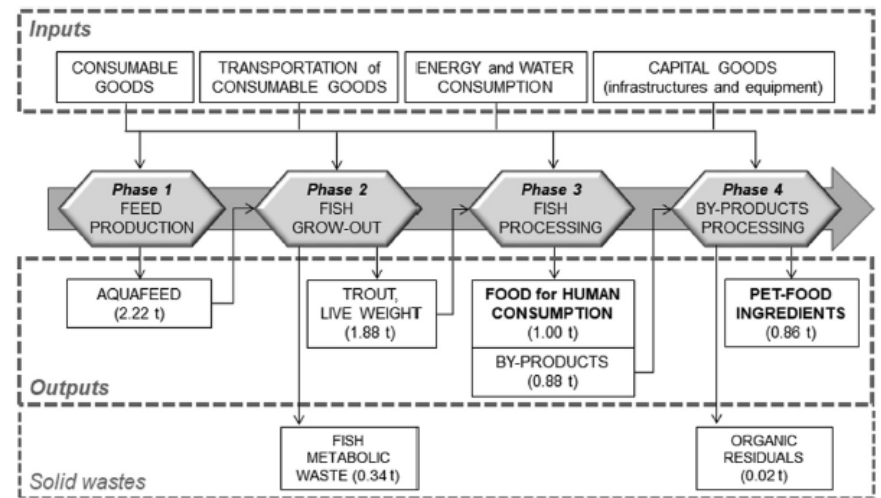 Inputs
CONSUMABLE
GOODS
TRANSPORTATION of
CONSUMABLE GOODS
ENERGY and WATER
CONSUMPTION
CAPITAL GOODS
(infrastructures and equipment)
Phase 1
FEED
PRODUCTION
Phase 2
FISH
GROW-OUT
Phase 3
FISH
PROCESSING
Phase 4
BY-PRODUCTS
PROCESSING
AQUAFEED
(2.22 t)
TROUT,
LIVE WEIGHT
(1.88 t)
FOOD for HUMAN
CONSUMPTION
(1.00 t)
BY-PRODUCTS
(0.88 t)
PET-FOOD
INGREDIENTS
(0.86 t)
Outputs
FISH
METABOLIC
WASTE (0.34 t)
ORGANIC
RESIDUALS
(0.02 t)
Solid wastes